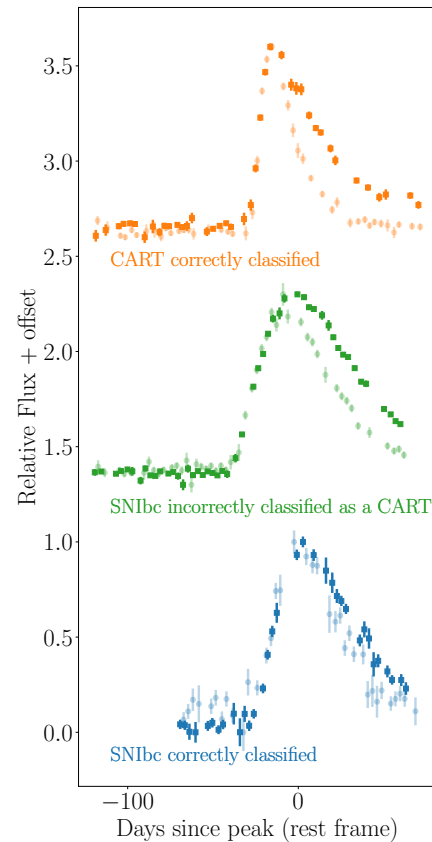 3.5
3.0
2.5
CART correctly classified
2.0
1.5
SNIbc incorrectly classified as a CART
1.0
0.5
0.0
SNIbc correctly classified
−100 0
Days since peak (rest frame)
Relative Flux + offset